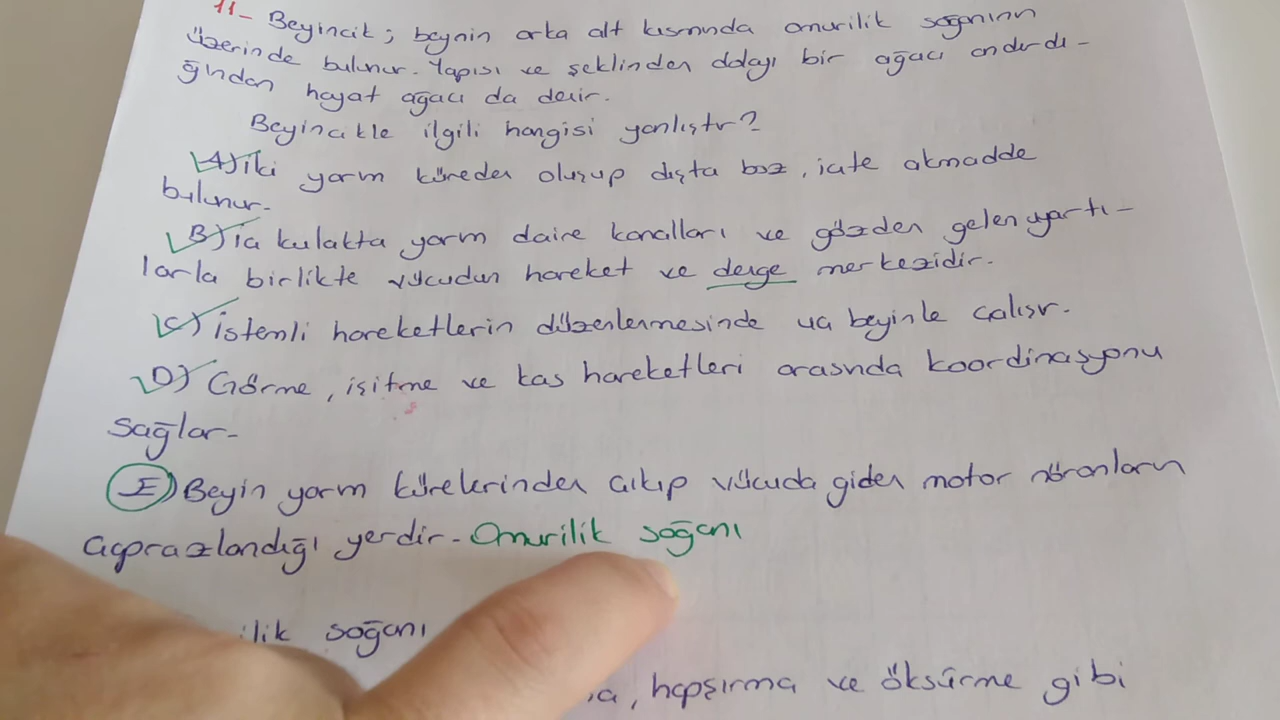 11- Beyincik; beynin arka alt kısmında omurilik soğanının
üzerinde bulunur. Yapısı ve şeklinden dolayı bir ağacı andırdı-
ğından hayat ağacı da denir.
Beyincikle ilgili hangisi yanlıştır?
A) iki yarım küreden oluşup dışta boz, içte akmadde
bulunur.
B) iç kulakta yarım daire kanalları ve gözden gelen uyartı-
larla birlikte vücudun hareket ve denge merkezidir.
C) istemli hareketlerin düzenlenmesinde uç beyinle çalışır.
D) Görme, işitme ve kas hareketleri arasında koordinasyonu
sağlar.
E) Beyin yarım kürelerinden çıkıp vücuda giden motor nöronların
çaprazlandığı yerdir. Omurilik soğanı
ilik soğanı
, hapşırma ve öksürme gibi